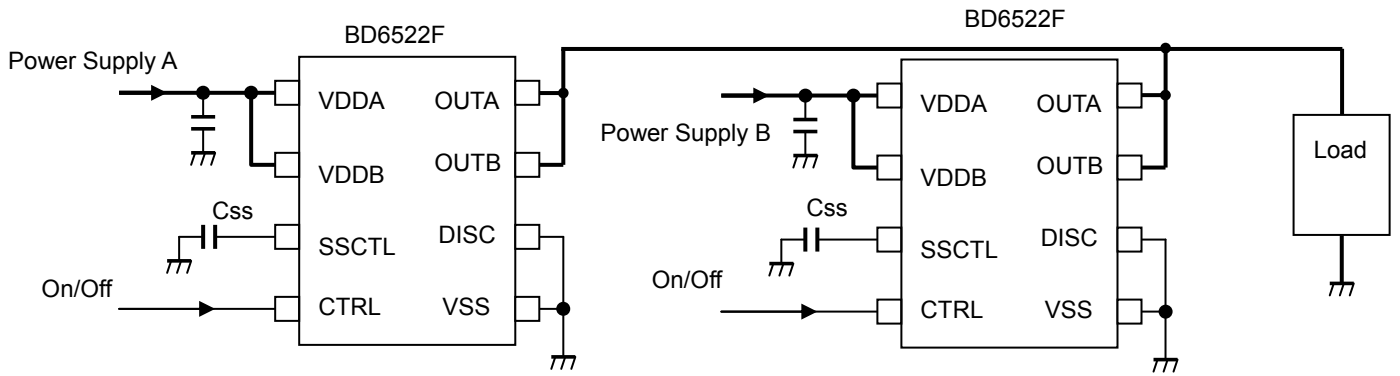 BD6522F
Power Supply A
VDDA
OUTA
VDDB
OUTB
Css
SSCTL
DISC
On/Off
CTRL
VSS
BD6522F
Power Supply B
VDDA
OUTA
VDDB
OUTB
Css
SSCTL
DISC
On/Off
CTRL
VSS
Load